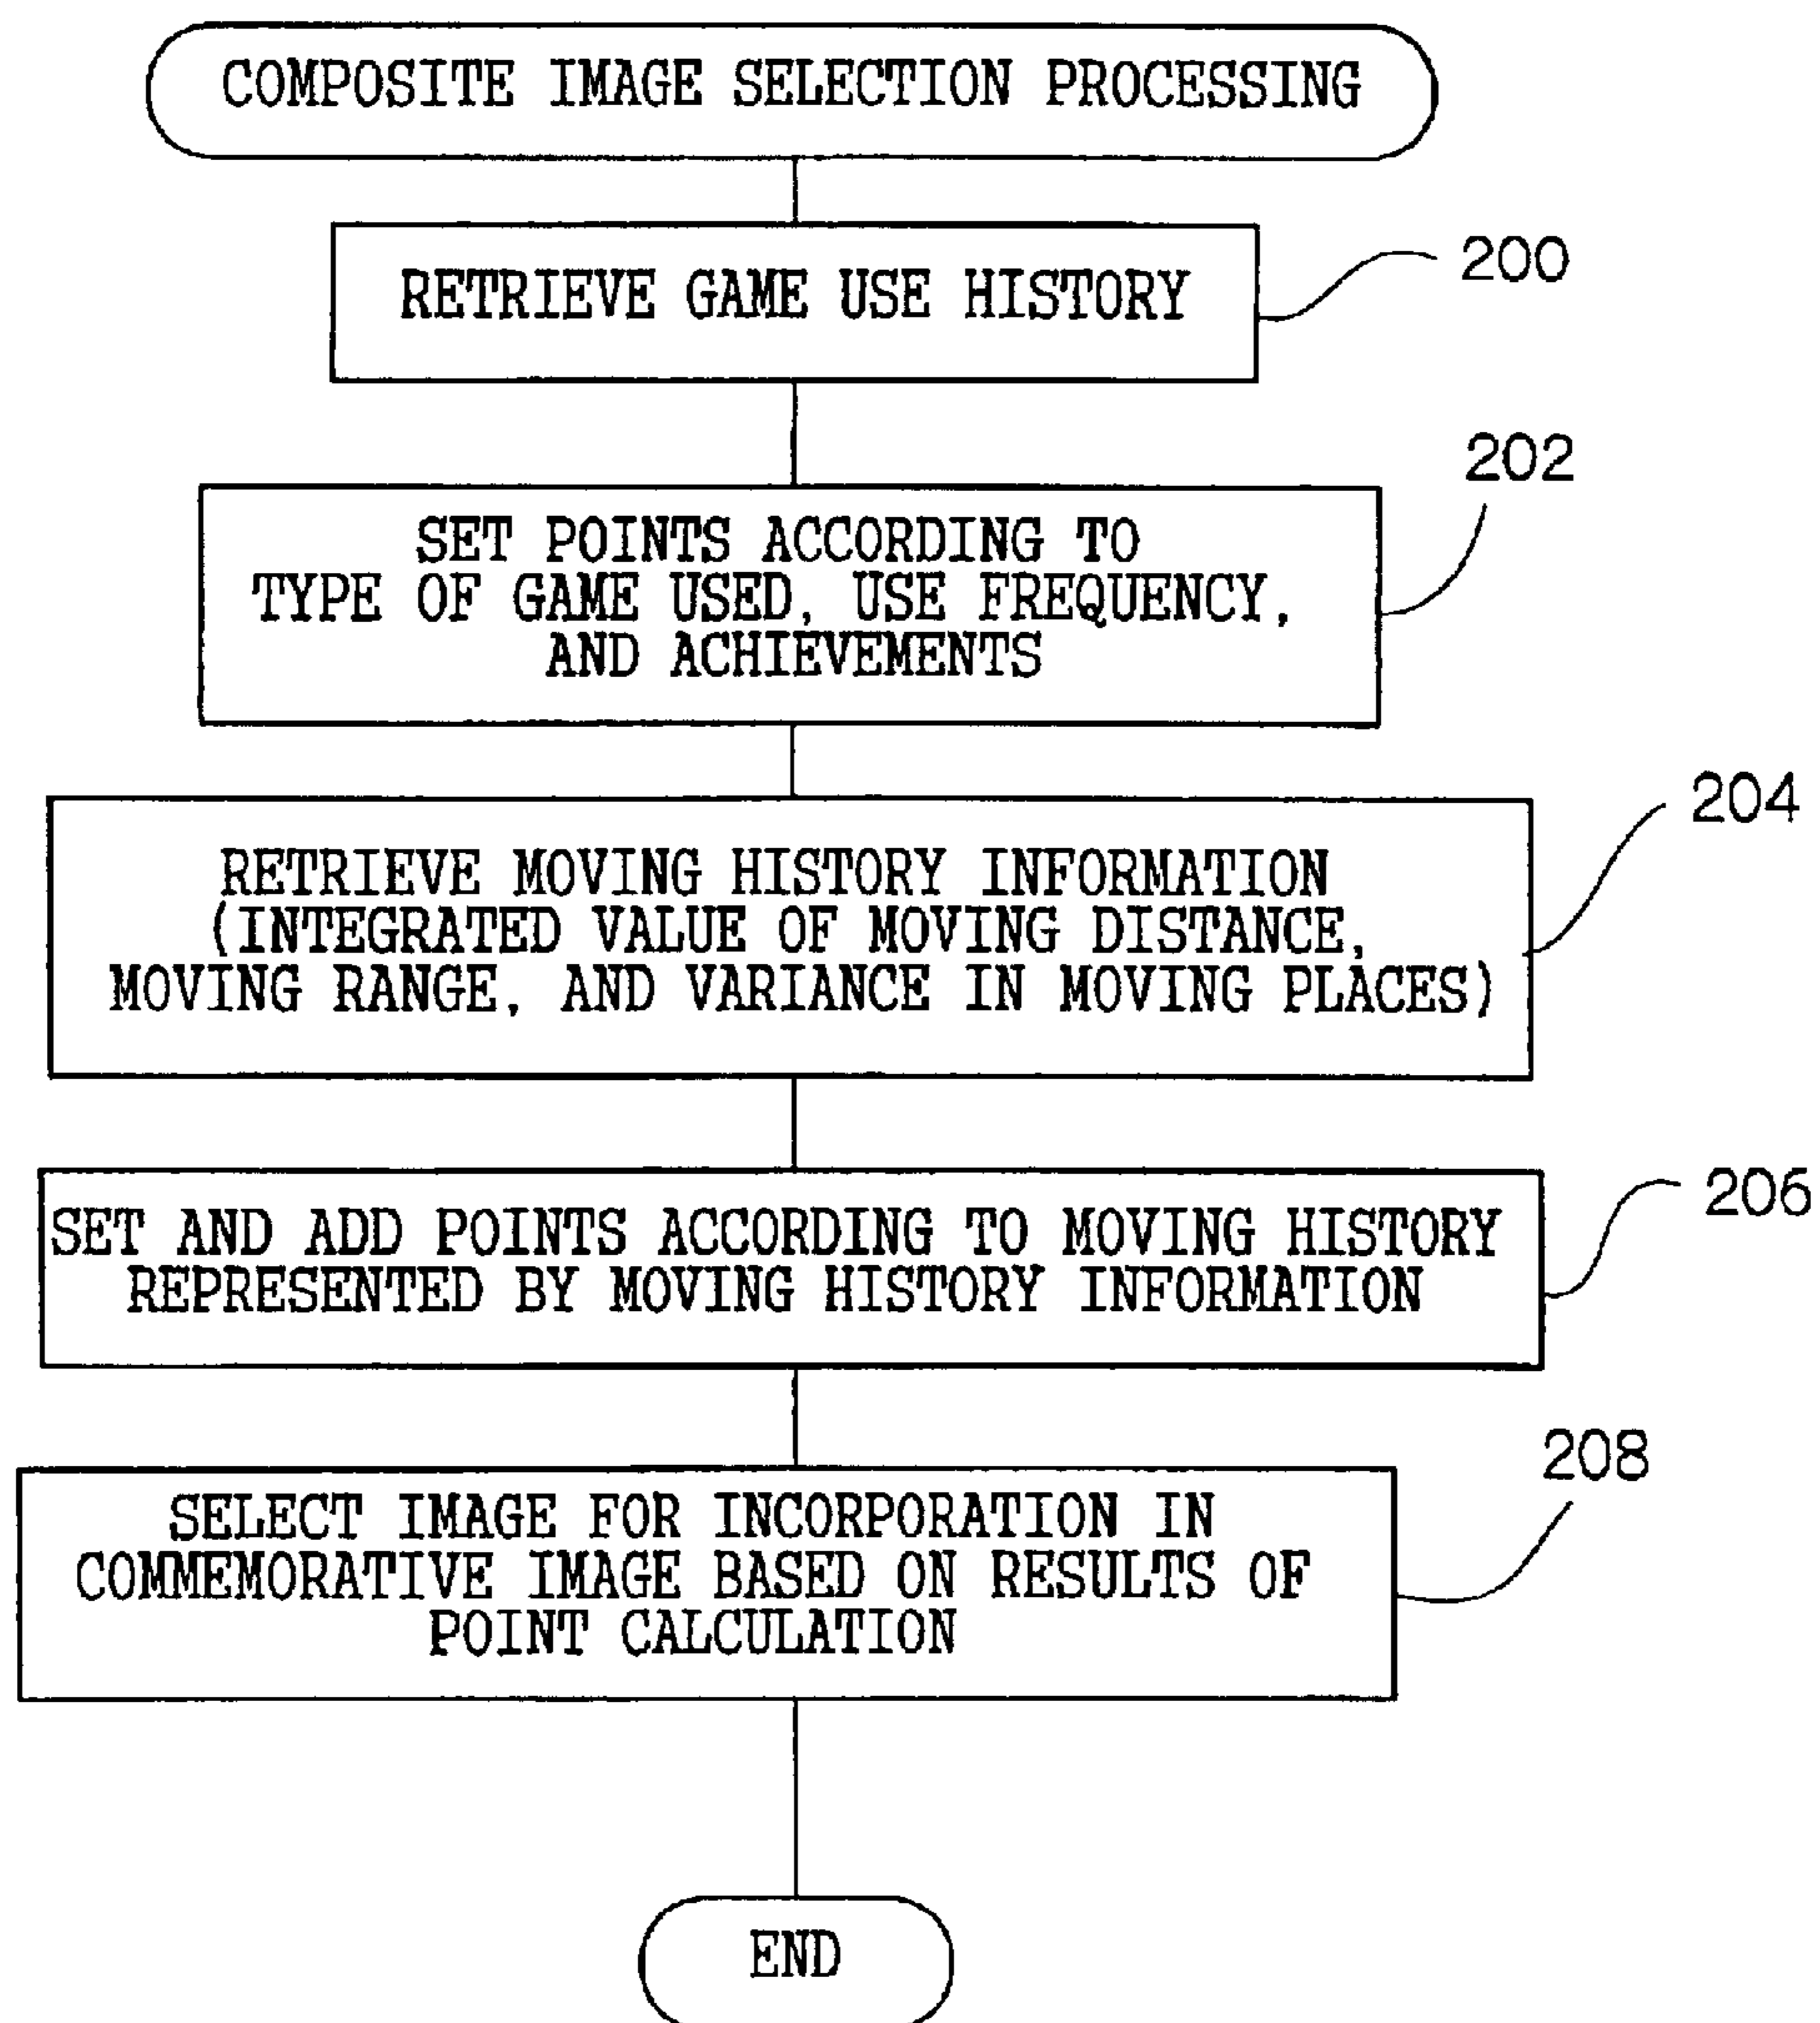 COMPOSITE IMAGE SELECTION PROCESSING
RETRIEVE GAME USE HISTORY
200
202
SET POINTS ACCORDING TO
TYPE OF GAME USED, USE FREQUENCY,
AND ACHIEVEMENTS
204
RETRIEVE MOVING HISTORY INFORMATION
(INTEGRATED VALUE OF MOVING DISTANCE,
MOVING RANGE, AND VARIANCE IN MOVING PLACES)
206
SET AND ADD POINTS ACCORDING TO MOVING HISTORY
REPRESENTED BY MOVING HISTORY INFORMATION
208
SELECT IMAGE FOR INCORPORATION IN
COMMEMORATIVE IMAGE BASED ON RESULTS OF
POINT CALCULATION
END